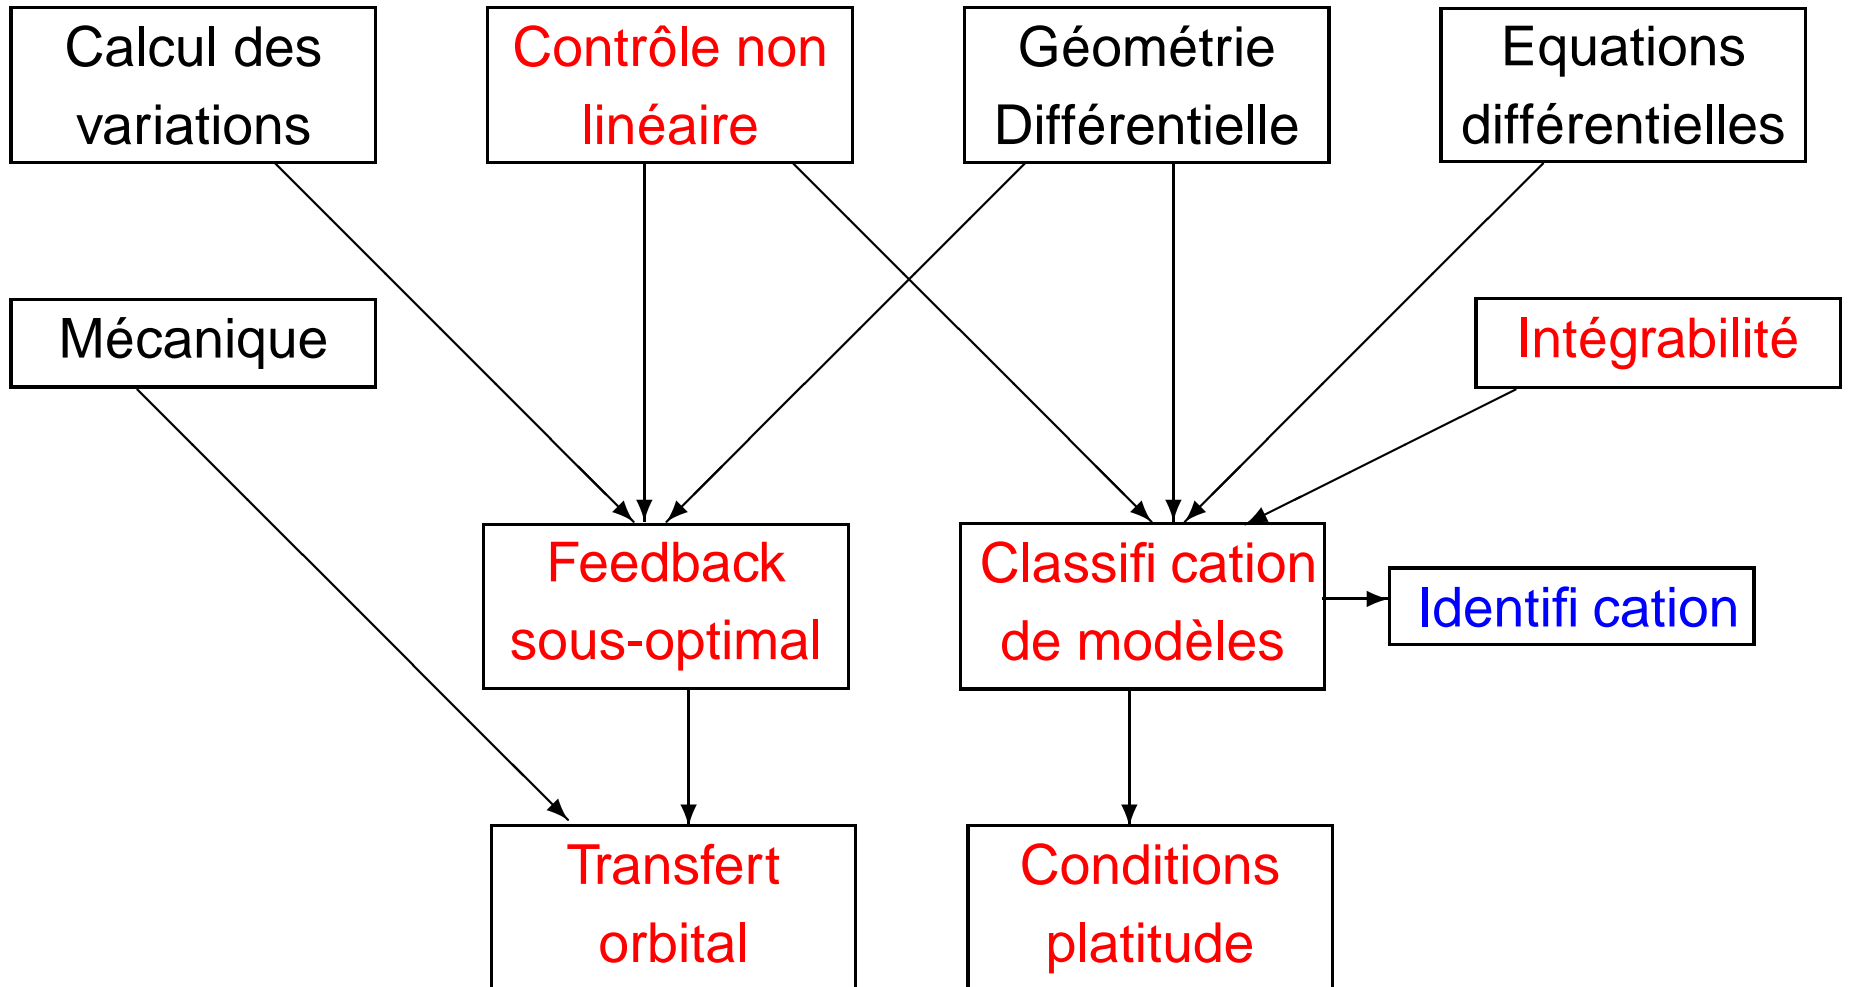 Calcul des
variations
Contrôle non
linéaire
Géométrie
Différentielle
Equations
différentielles
Mécanique
Intégrabilité
Feedback
sous-optimal
Classifi cation
de modèles
Identifi cation
Transfert
orbital
Conditions
platitude